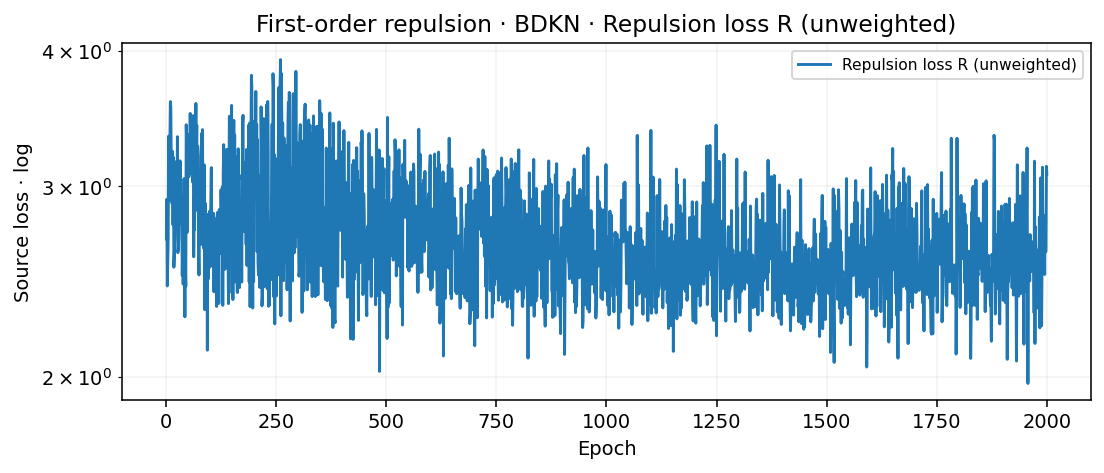 First-order repulsion · BDKN · Repulsion loss R (unweighted)
Repulsion loss R (unweighted)
Source loss · log
4 × 10⁰
3 × 10⁰
2 × 10⁰
0 250 500 750 1000 1250 1500 1750 2000
Epoch